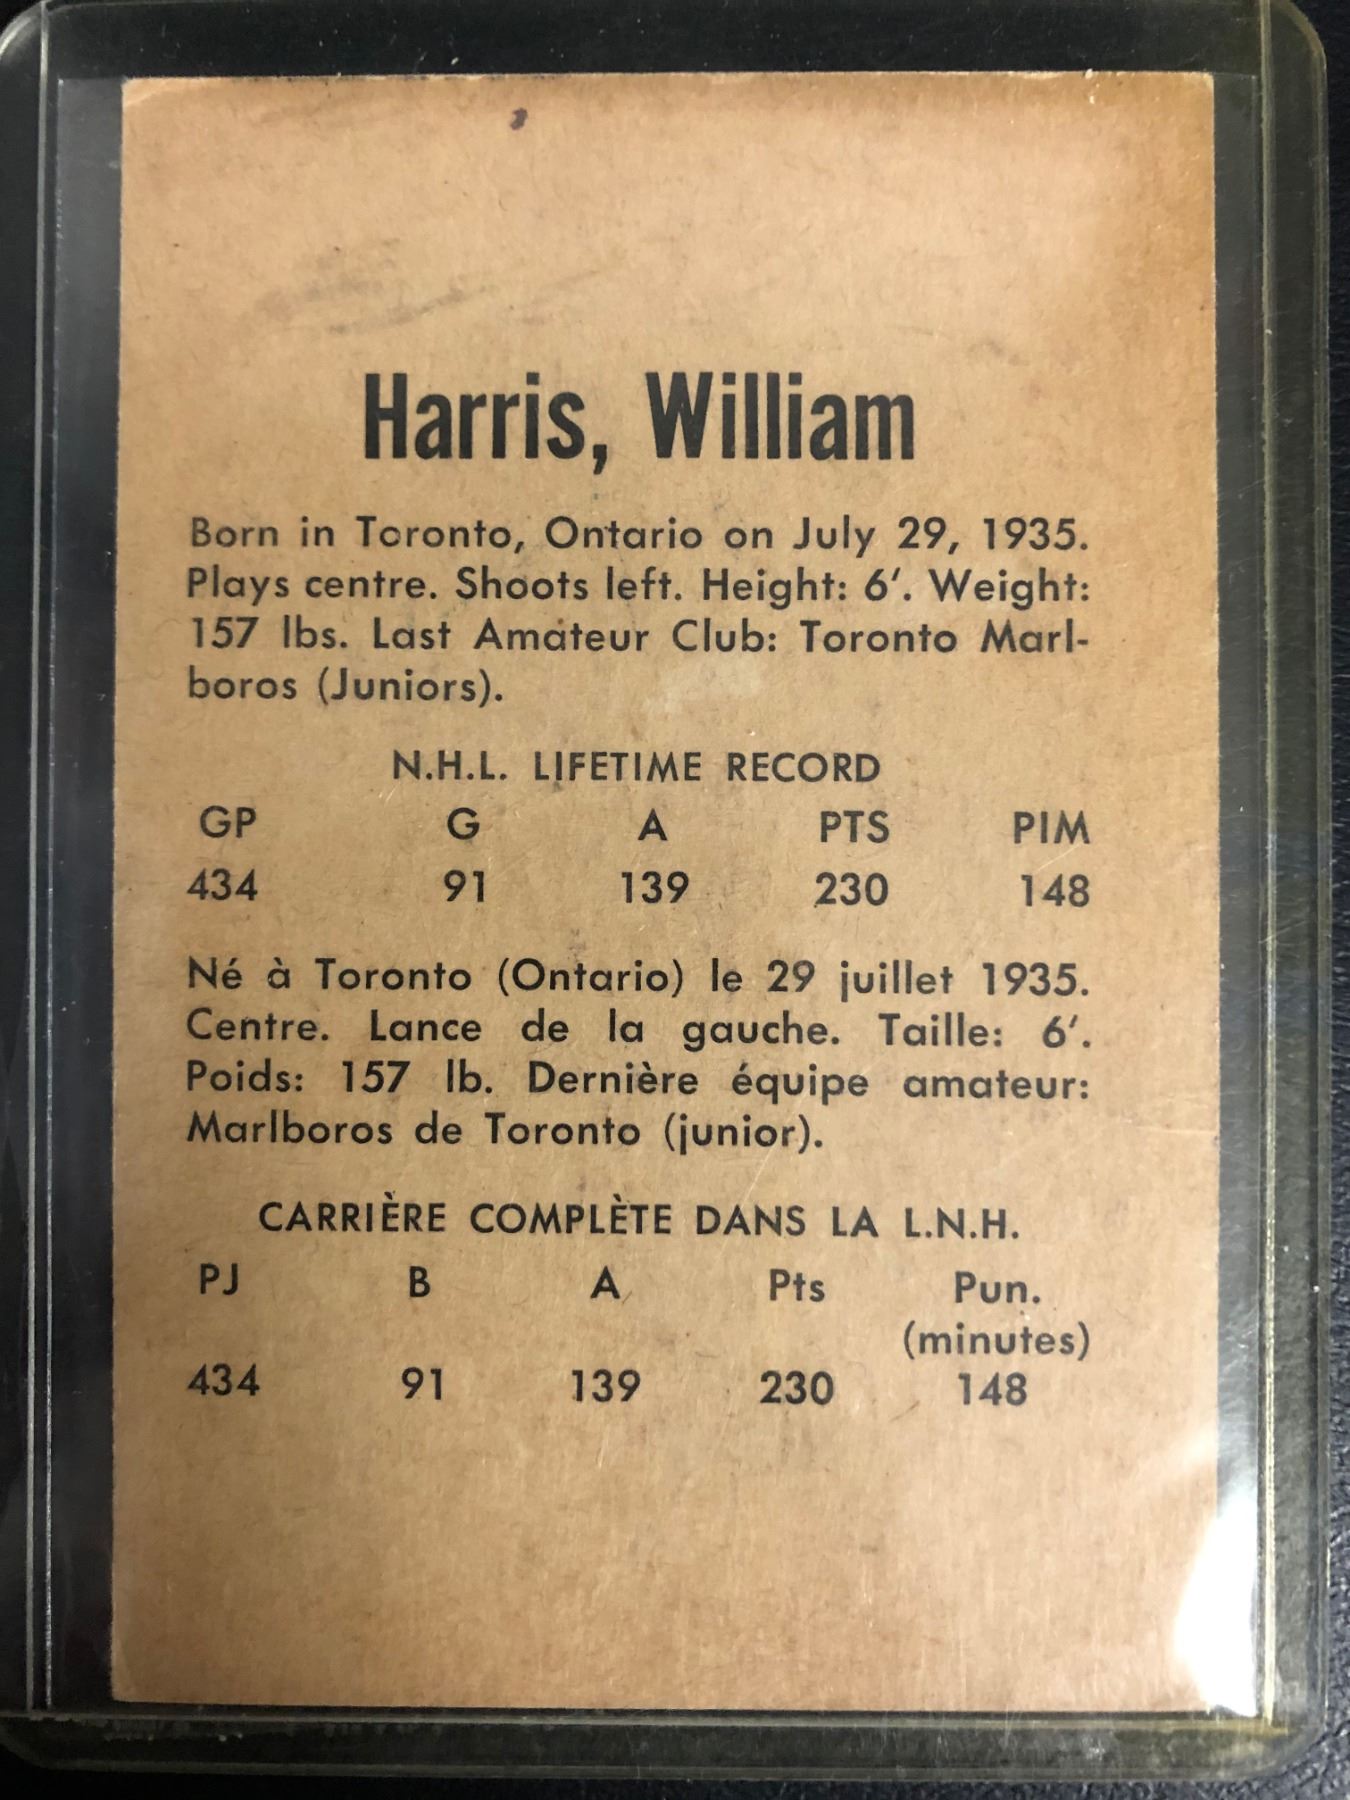 Harris, William
Born in Toronto, Ontario on July 29, 1935.
Plays centre. Shoots left. Height: 6′. Weight:
157 lbs. Last Amateur Club: Toronto Marl-
boros (Juniors).
N.H.L. LIFETIME RECORD
GP G A PTS PIM
434 91 139 230 148
Né à Toronto (Ontario) le 29 juillet 1935.
Centre. Lance de la gauche. Taille: 6′.
Poids: 157 lb. Dernière équipe amateur:
Marlboros de Toronto (junior).
CARRIÈRE COMPLÈTE DANS LA L.N.H.
PJ B A Pts Pun.
(minutes)
434 91 139 230 148